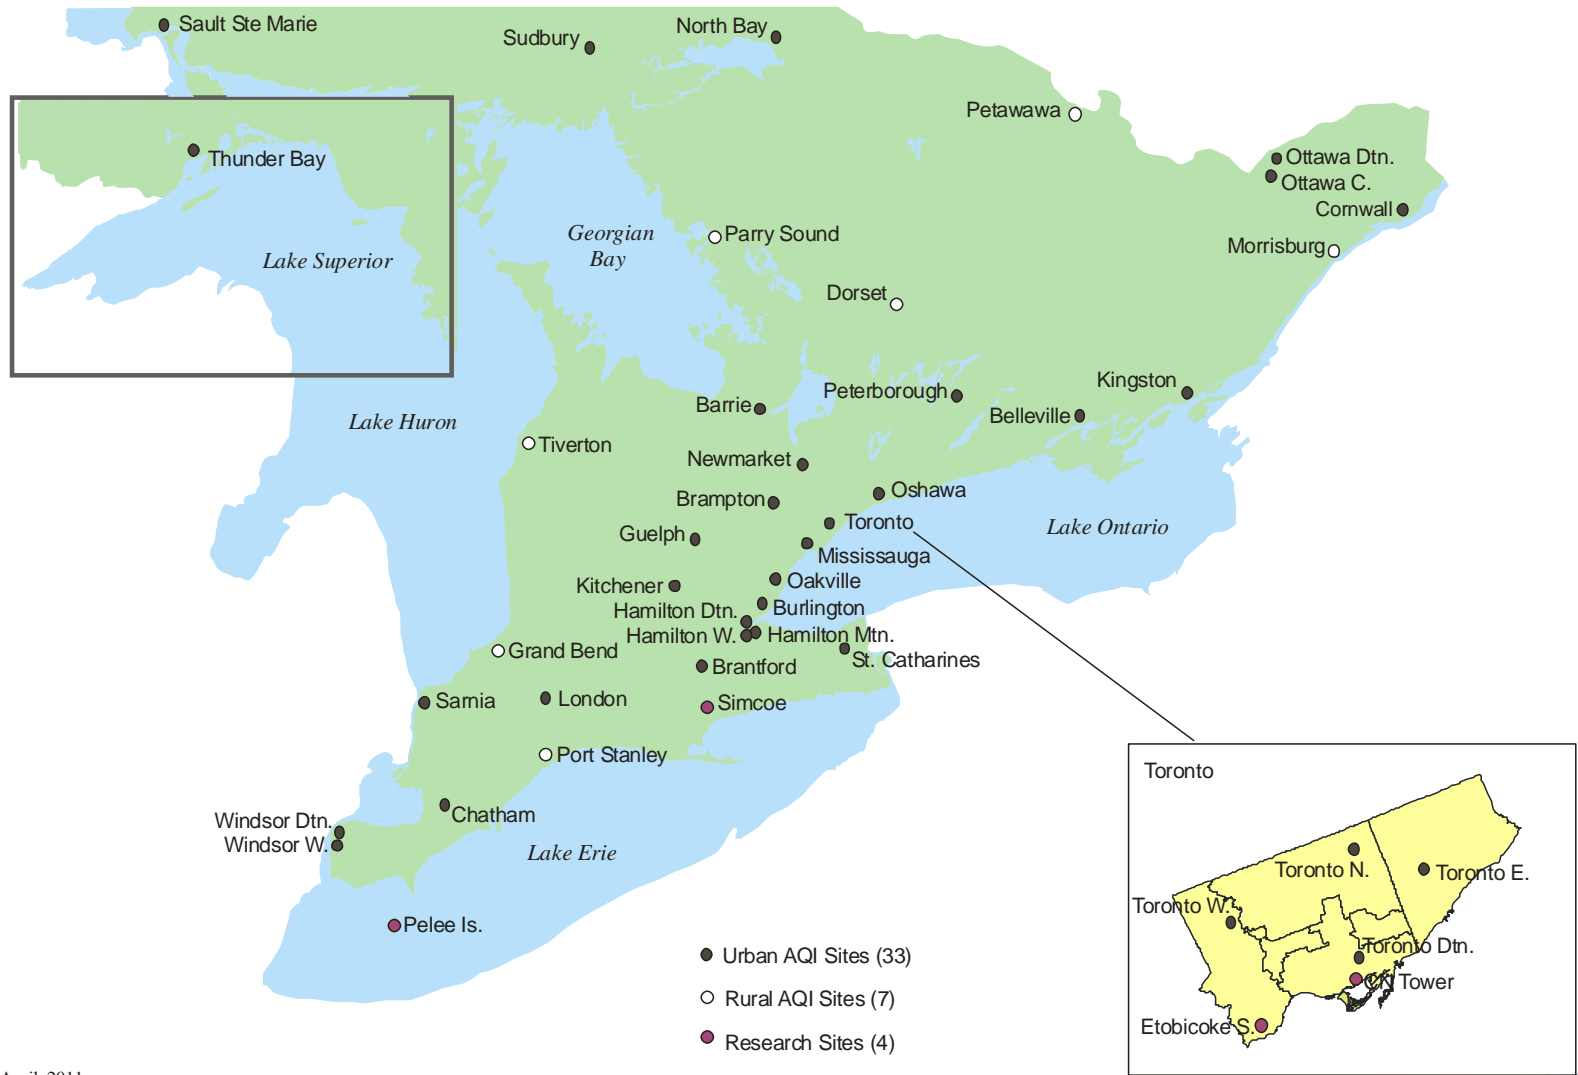 Sault Ste Marie
Sudbury
North Bay
Petawawa
Thunder Bay
Ottawa Dtn.
Ottawa C.
Cornwall
Georgian
Bay
Parry Sound
Morrisburg
Lake Superior
Dorset
Kingston
Peterborough
Barrie
Belleville
Lake Huron
Tiverton
Newmarket
Oshawa
Brampton
Toronto
Lake Ontario
Guelph
Mississauga
Kitchener
Oakville
Hamilton Dtn.
Burlington
Hamilton W.
Hamilton Mtn.
Grand Bend
Brantford
St. Catharines
Sarnia
London
Simcoe
Port Stanley
Chatham
Windsor Dtn.
Windsor W.
Lake Erie
Pelee Is.
Urban AQI Sites (33)
Rural AQI Sites (7)
Research Sites (4)
Toronto
Toronto N.
Toronto E.
Toronto W.
Toronto Dtn.
CN Tower
Etobicoke S.
April 2011